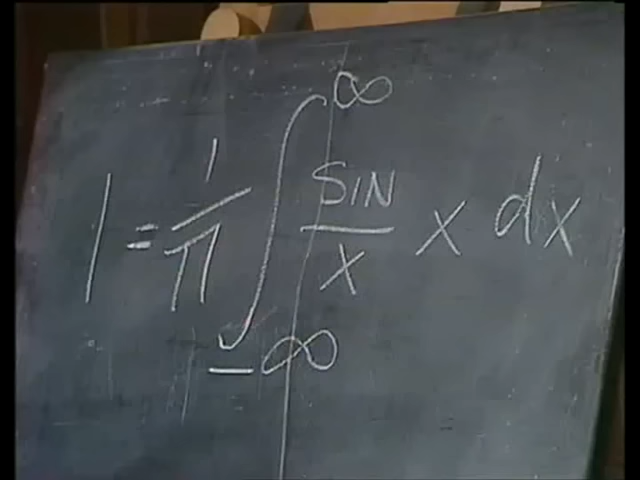 1 = 1/π ∫_{-∞}^{∞} SIN/x x dx